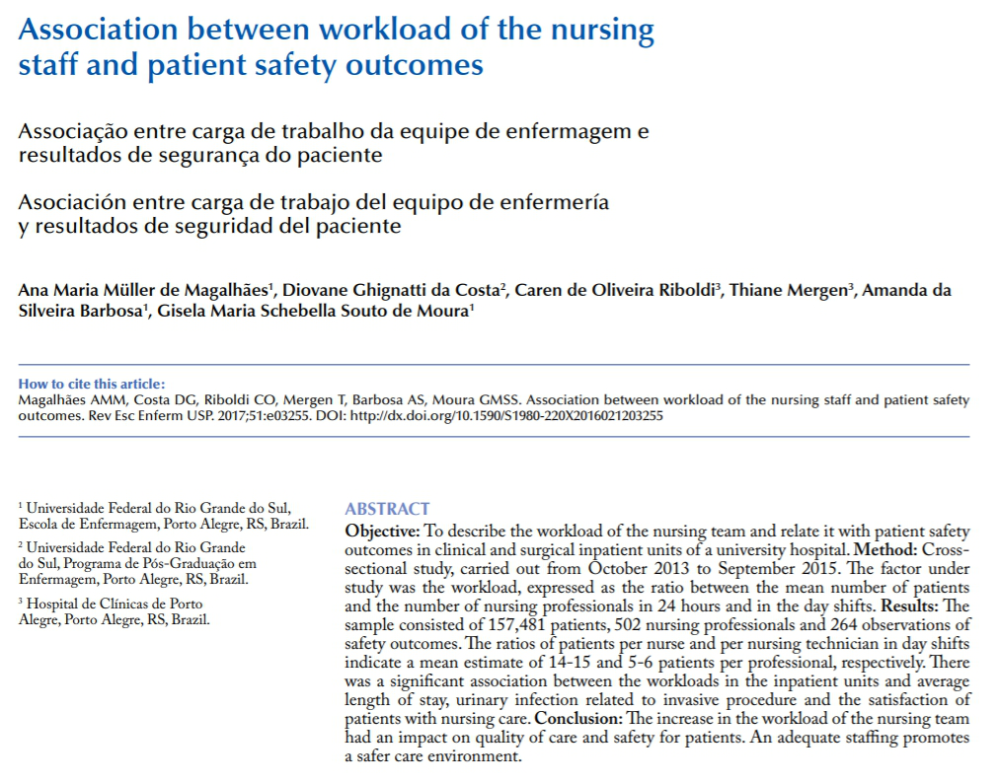 Association between workload of the nursing
staff and patient safety outcomes
Associação entre carga de trabalho da equipe de enfermagem e
resultados de segurança do paciente
Asociación entre carga de trabajo del equipo de enfermería
y resultados de seguridad del paciente
Ana Maria Müller de Magalhães¹, Diovane Ghignatti da Costa², Caren de Oliveira Riboldi³, Thiane Mergen³, Amanda da
Silveira Barbosa¹, Gisela Maria Schebella Souto de Moura¹
How to cite this article:
Magalhães AMM, Costa DG, Riboldi CO, Mergen T, Barbosa AS, Moura GMSS. Association between workload of the nursing staff and patient safety
outcomes. Rev Esc Enferm USP. 2017;51:e03255. DOI: http://dx.doi.org/10.1590/S1980-220X2016021203255
¹ Universidade Federal do Rio Grande do Sul,
Escola de Enfermagem, Porto Alegre, RS, Brazil.
² Universidade Federal do Rio Grande
do Sul, Programa de Pós-Graduação em
Enfermagem, Porto Alegre, RS, Brazil.
³ Hospital de Clínicas de Porto
Alegre, Porto Alegre, RS, Brazil.
ABSTRACT
Objective: To describe the workload of the nursing team and relate it with patient safety
outcomes in clinical and surgical inpatient units of a university hospital. Method: Cross-
sectional study, carried out from October 2013 to September 2015. The factor under
study was the workload, expressed as the ratio between the mean number of patients
and the number of nursing professionals in 24 hours and in the day shifts. Results: The
sample consisted of 157,481 patients, 502 nursing professionals and 264 observations of
safety outcomes. The ratios of patients per nurse and per nursing technician in day shifts
indicate a mean estimate of 14-15 and 5-6 patients per professional, respectively. There
was a significant association between the workloads in the inpatient units and average
length of stay, urinary infection related to invasive procedure and the satisfaction of
patients with nursing care. Conclusion: The increase in the workload of the nursing team
had an impact on quality of care and safety for patients. An adequate staffing promotes
a safer care environment.